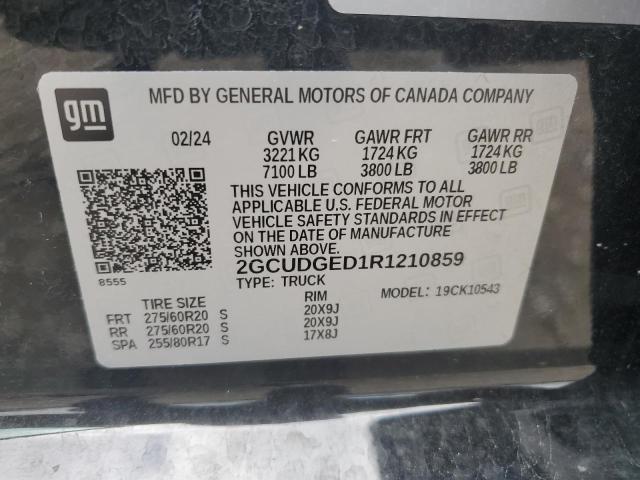 gm
MFD BY GENERAL MOTORS OF CANADA COMPANY
02/24 GVWR GAWR FRT GAWR RR
3221 KG 1724 KG 1724 KG
7100 LB 3800 LB 3800 LB
THIS VEHICLE CONFORMS TO ALL
APPLICABLE U.S. FEDERAL MOTOR
VEHICLE SAFETY STANDARDS IN EFFECT
ON THE DATE OF MANUFACTURE
SHOWN ABOVE.
8555 2GCUDGED1R1210859
TYPE: TRUCK MODEL: 19CK10543
TIRE SIZE RIM
FRT 275/60R20 S 20X9J
RR 275/60R20 S 20X9J
SPA 255/80R17 S 17X8J